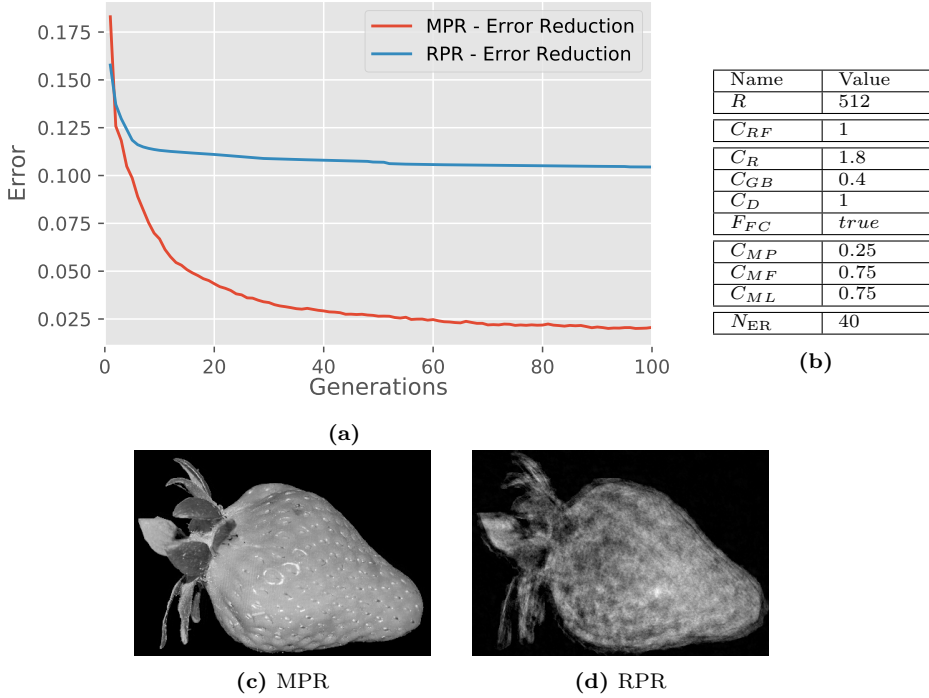 MPR - Error Reduction
RPR - Error Reduction
0.175
0.150
0.125
0.100
0.075
0.050
0.025
Error
0 20 40 60 80 100
Generations
(a)
Name Value
R 512
C_RF 1
C_R 1.8
C_GB 0.4
C_D 1
F_FC true
C_MP 0.25
C_MF 0.75
C_ML 0.75
N_ER 40
(b)
(c) MPR
(d) RPR